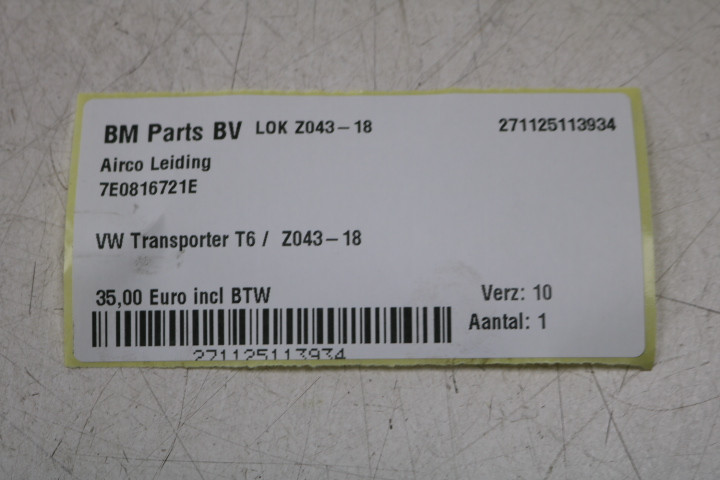 BM Parts BV LOK Z043-18 271125113934
Airco Leiding
7E0816721E
VW Transporter T6 / Z043-18
35,00 Euro incl BTW Verz: 10
Aantal: 1
271125113934